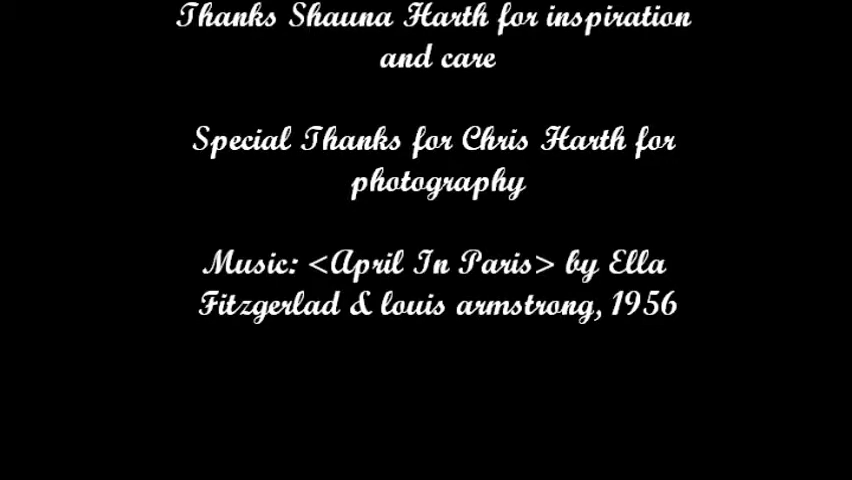 Thanks Shauna Harth for inspiration
and care
Special Thanks for Chris Harth for
photography
Music: <April In Paris> by Ella
Fitzgerlad & louis armstrong, 1956